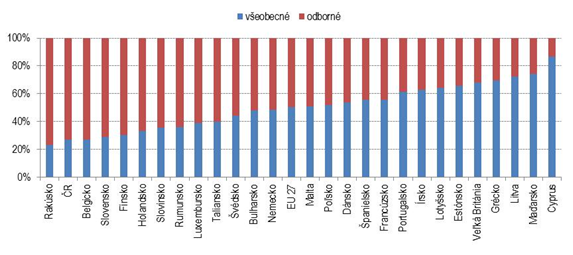 všeobecné odborné
100%
80%
60%
40%
20%
0%
Rakúsko
ČR
Belgicko
Slovensko
Fínsko
Holandsko
Slovinsko
Rumunsko
Luxembursko
Taliansko
Švédsko
Bulharsko
Nemecko
EU 27
Malta
Poľsko
Dánsko
Španielsko
Francúzsko
Portugalsko
Írsko
Lotyšsko
Estónsko
Veľká Británia
Grécko
Litva
Maďarsko
Cyprus